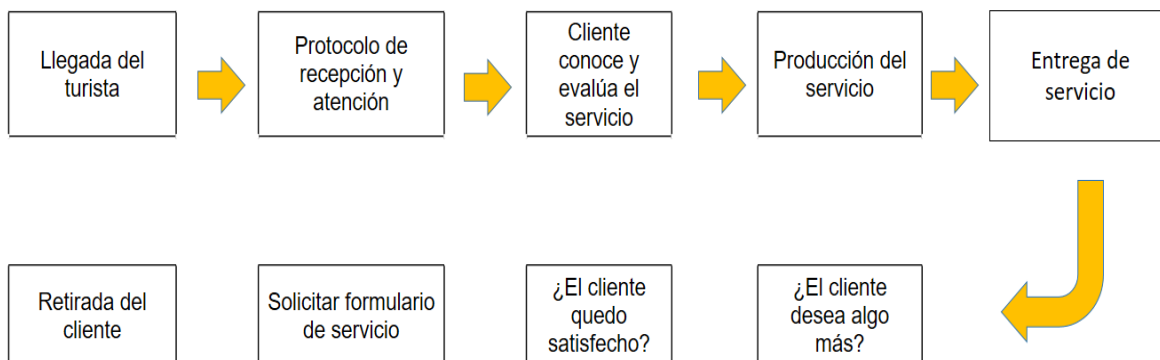 Llegada del
turista
Protocolo de
recepción y
atención
Cliente
conoce y
evalúa el
servicio
Producción del
servicio
Entrega de
servicio
¿El cliente
desea algo
más?
¿El cliente
quedo
satisfecho?
Solicitar formulario
de servicio
Retirada del
cliente